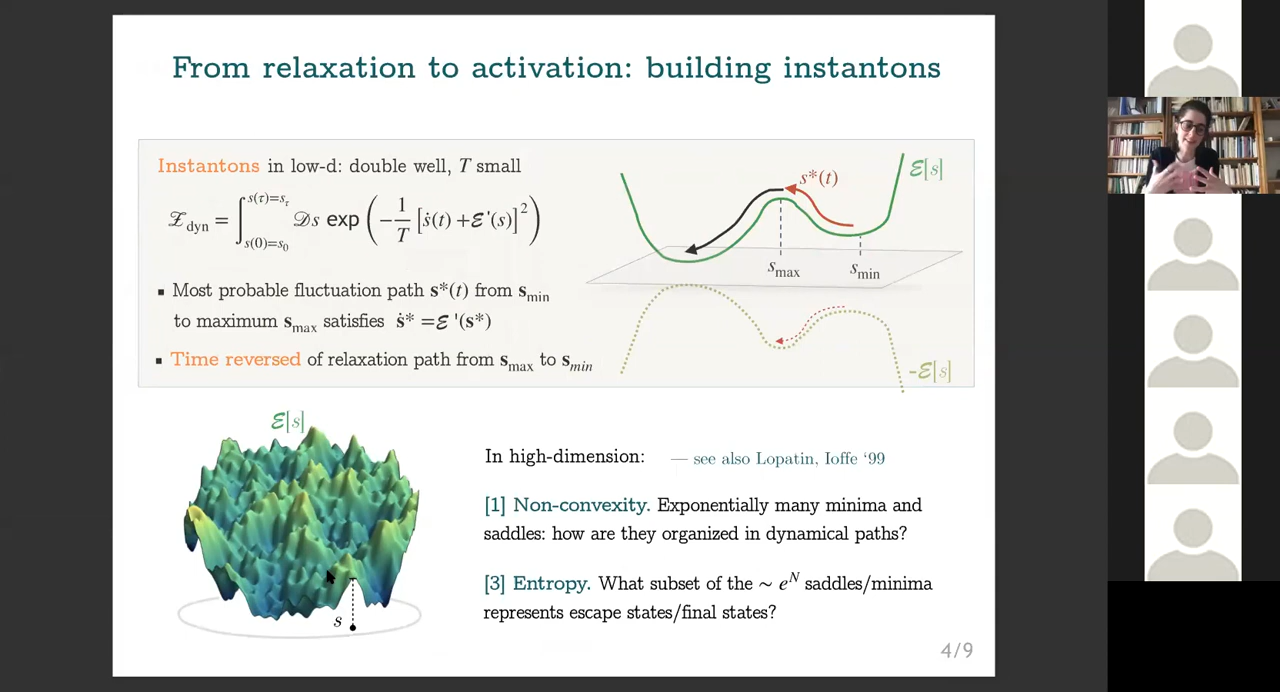 From relaxation to activation: building instantons
Instantons in low-d: double well, T small
𝒵dyn = ∫_{s(0)=s₀}^{s(τ)=s_τ} 𝒟s exp(−1/T [ṡ(t) + ℰ'(s)]²)
▪ Most probable fluctuation path s*(t) from s_min
to maximum s_max satisfies ṡ* = ℰ '(s*)
▪ Time reversed of relaxation path from s_max to s_min
s*(t)
ℰ[s]
s_max
s_min
-ℰ[s]
ℰ[s]
s
In high-dimension: — see also Lopatin, Ioffe ‘99
[1] Non-convexity. Exponentially many minima and
saddles: how are they organized in dynamical paths?
[3] Entropy. What subset of the ∼ e^N saddles/minima
represents escape states/final states?
4/9